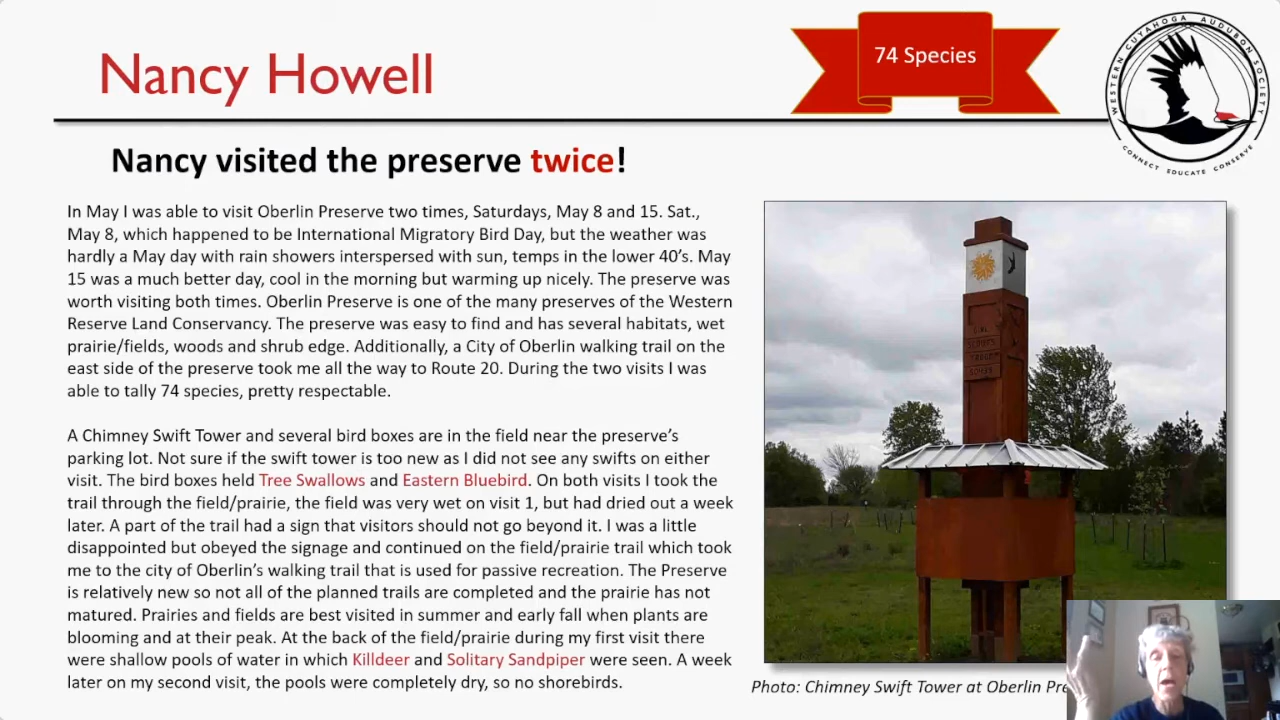 Nancy Howell
74 Species
WESTERN CUYAHOGA AUDUBON SOCIETY
CONNECT EDUCATE CONSERVE
Nancy visited the preserve twice!
In May I was able to visit Oberlin Preserve two times, Saturdays, May 8 and 15. Sat.,
May 8, which happened to be International Migratory Bird Day, but the weather was
hardly a May day with rain showers interspersed with sun, temps in the lower 40’s. May
15 was a much better day, cool in the morning but warming up nicely. The preserve was
worth visiting both times. Oberlin Preserve is one of the many preserves of the Western
Reserve Land Conservancy. The preserve was easy to find and has several habitats, wet
prairie/fields, woods and shrub edge. Additionally, a City of Oberlin walking trail on the
east side of the preserve took me all the way to Route 20. During the two visits I was
able to tally 74 species, pretty respectable.
A Chimney Swift Tower and several bird boxes are in the field near the preserve’s
parking lot. Not sure if the swift tower is too new as I did not see any swifts on either
visit. The bird boxes held Tree Swallows and Eastern Bluebird. On both visits I took the
trail through the field/prairie, the field was very wet on visit 1, but had dried out a week
later. A part of the trail had a sign that visitors should not go beyond it. I was a little
disappointed but obeyed the signage and continued on the field/prairie trail which took
me to the city of Oberlin’s walking trail that is used for passive recreation. The Preserve
is relatively new so not all of the planned trails are completed and the prairie has not
matured. Prairies and fields are best visited in summer and early fall when plants are
blooming and at their peak. At the back of the field/prairie during my first visit there
were shallow pools of water in which Killdeer and Solitary Sandpiper were seen. A week
later on my second visit, the pools were completely dry, so no shorebirds.
GIRL
SCOUTS
TROOP
Photo: Chimney Swift Tower at Oberlin Pre